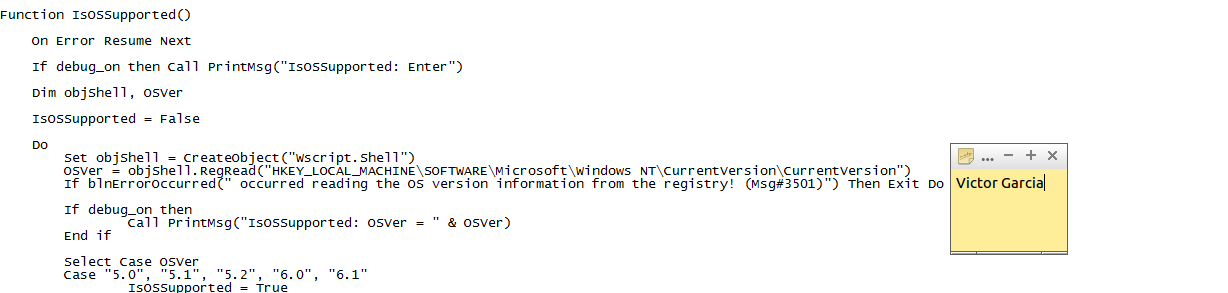 Function IsOSSupported()
On Error Resume Next
If debug_on then Call PrintMsg("IsOSSupported: Enter")
Dim objShell, OSVer
IsOSSupported = False
Do
Set objShell = CreateObject("Wscript.Shell")
OSVer = objShell.RegRead("HKEY_LOCAL_MACHINE\SOFTWARE\Microsoft\Windows NT\CurrentVersion\CurrentVersion")
If blnErrorOccurred(" occurred reading the OS version information from the registry! (Msg#3501)") Then Exit Do
If debug_on then
Call PrintMsg("IsOSSupported: OSVer = " & OSVer)
End if
Select Case OSVer
Case "5.0", "5.1", "5.2", "6.0", "6.1"
IsOSSupported = True
...
Victor Garcia